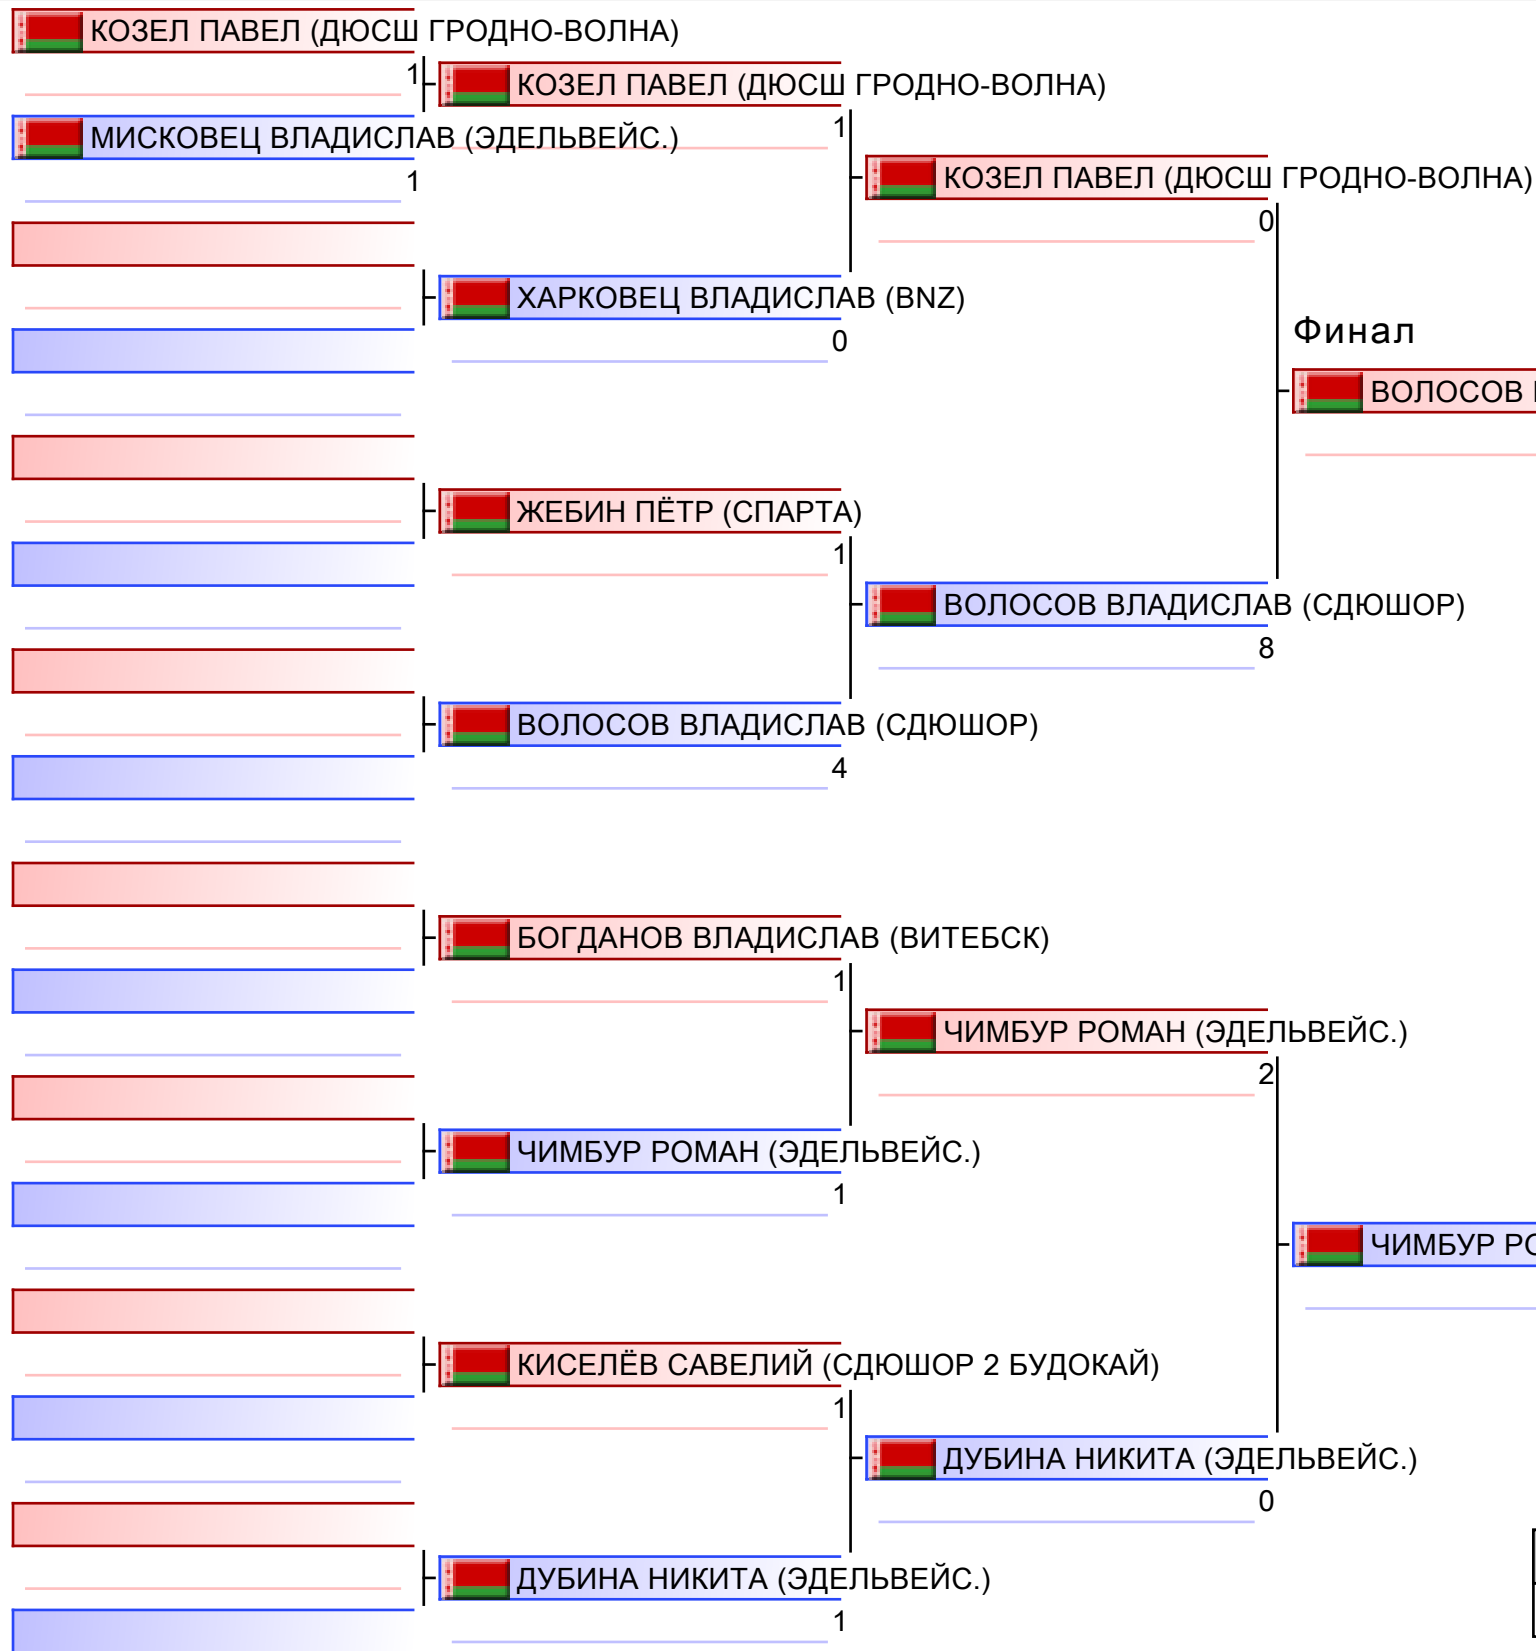 КОЗЕЛ ПАВЕЛ (ДЮСШ ГРОДНО-ВОЛНА)
1
КОЗЕЛ ПАВЕЛ (ДЮСШ ГРОДНО-ВОЛНА)
1
МИСКОВЕЦ ВЛАДИСЛАВ (ЭДЕЛЬВЕЙС.)
1
КОЗЕЛ ПАВЕЛ (ДЮСШ ГРОДНО-ВОЛНА)
0
ХАРКОВЕЦ ВЛАДИСЛАВ (BNZ)
0
Финал
ВОЛОСОВ
ЖЕБИН ПЁТР (СПАРТА)
1
ВОЛОСОВ ВЛАДИСЛАВ (СДЮШОР)
8
ВОЛОСОВ ВЛАДИСЛАВ (СДЮШОР)
4
БОГДАНОВ ВЛАДИСЛАВ (ВИТЕБСК)
1
ЧИМБУР РОМАН (ЭДЕЛЬВЕЙС.)
2
ЧИМБУР РОМАН (ЭДЕЛЬВЕЙС.)
1
ЧИМБУР
КИСЕЛЁВ САВЕЛИЙ (СДЮШОР 2 БУДОКАЙ)
1
ДУБИНА НИКИТА (ЭДЕЛЬВЕЙС.)
0
ДУБИНА НИКИТА (ЭДЕЛЬВЕЙС.)
1